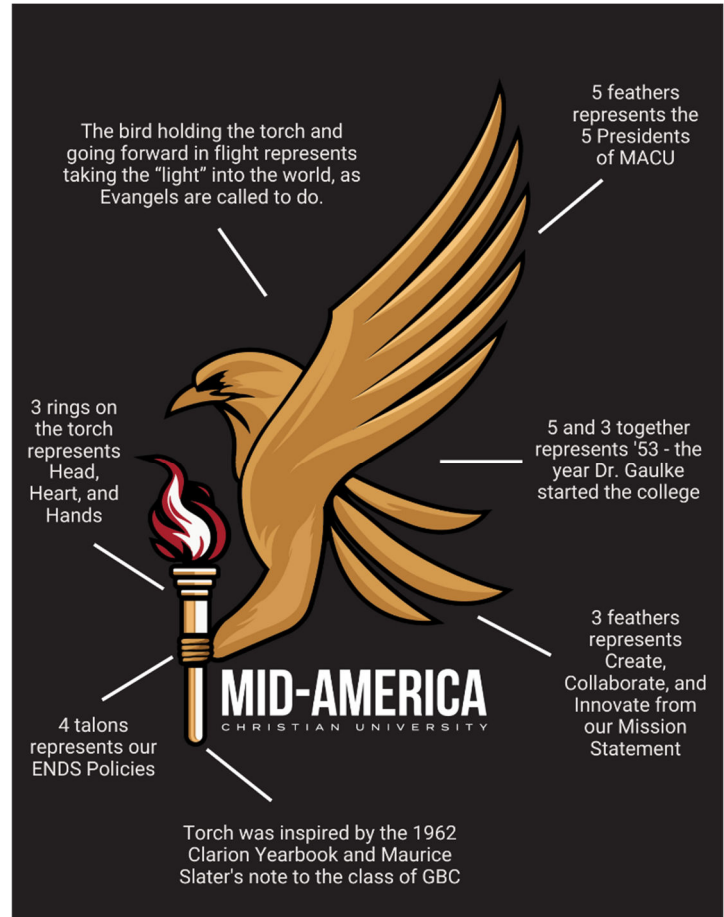 5 feathers
represents the
5 Presidents
of MACU
The bird holding the torch and
going forward in flight represents
taking the “light” into the world, as
Evangels are called to do.
3 rings on
the torch
represents
Head,
Heart, and
Hands
5 and 3 together
represents '53 - the
year Dr. Gaulke
started the college
3 feathers
represents
Create,
Collaborate, and
Innovate from
our Mission
Statement
MID-AMERICA
CHRISTIAN UNIVERSITY
4 talons
represents our
ENDS Policies
Torch was inspired by the 1962
Clarion Yearbook and Maurice
Slater's note to the class of GBC